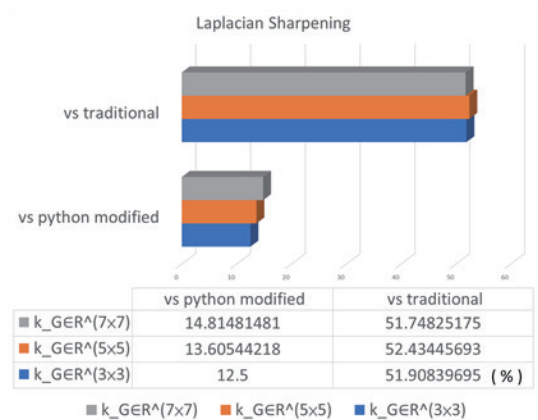 Laplacian Sharpening
vs traditional
vs python modified
0 10 20 30 40 50 60
vs python modified vs traditional
k_G∈R^(7x7) 14.81481481 51.74825175
k_G∈R^(5x5) 13.60544218 52.43445693
k_G∈R^(3x3) 12.5 51.90839695 (%)
k_G∈R^(7x7) k_G∈R^(5x5) k_G∈R^(3x3)